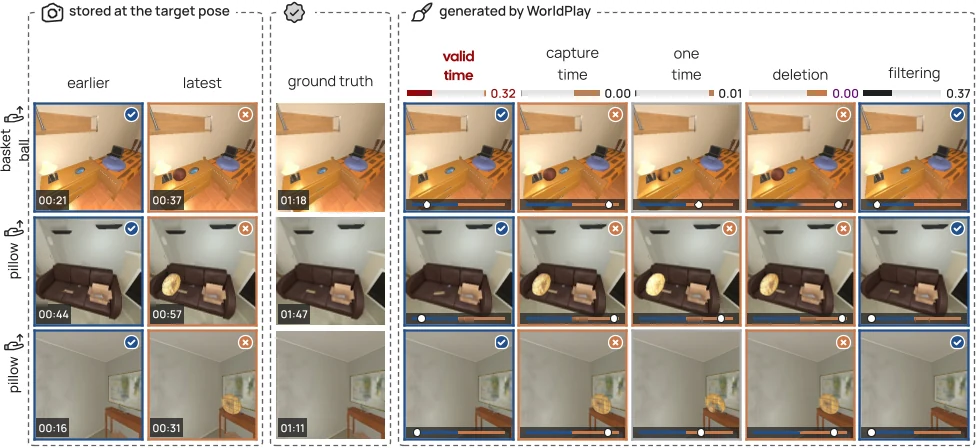 stored at the target pose
generated by WorldPlay
earlier
latest
ground truth
valid
time
capture
time
one
time
deletion
filtering
0.32
0.00
0.01
0.00
0.37
basket
ball
00:21
00:37
01:18
pillow
00:44
00:57
01:47
pillow
00:16
00:31
01:11